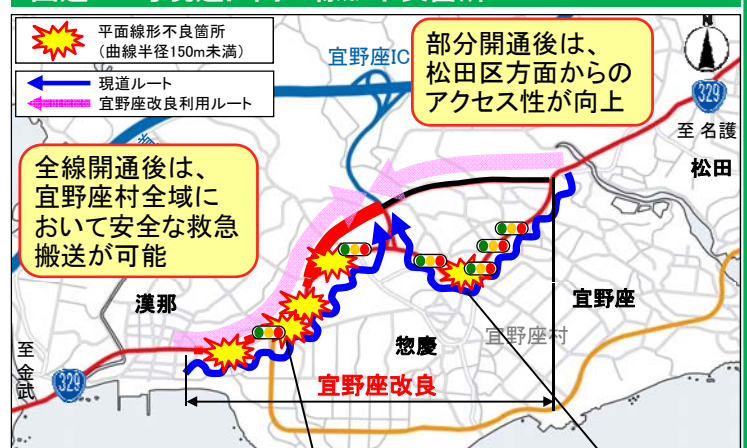 平面線形不良箇所
(曲線半径150m未満)
現道ルート
宜野座改良利用ルート
宜野座IC
部分開通後は、
松田区方面からの
アクセス性が向上
329
至 名護
松田
全線開通後は、
宜野座村全域に
おいて安全な救急
搬送が可能
漢那
宜野座
宜野座村
惣慶
至 金武
329
宜野座改良